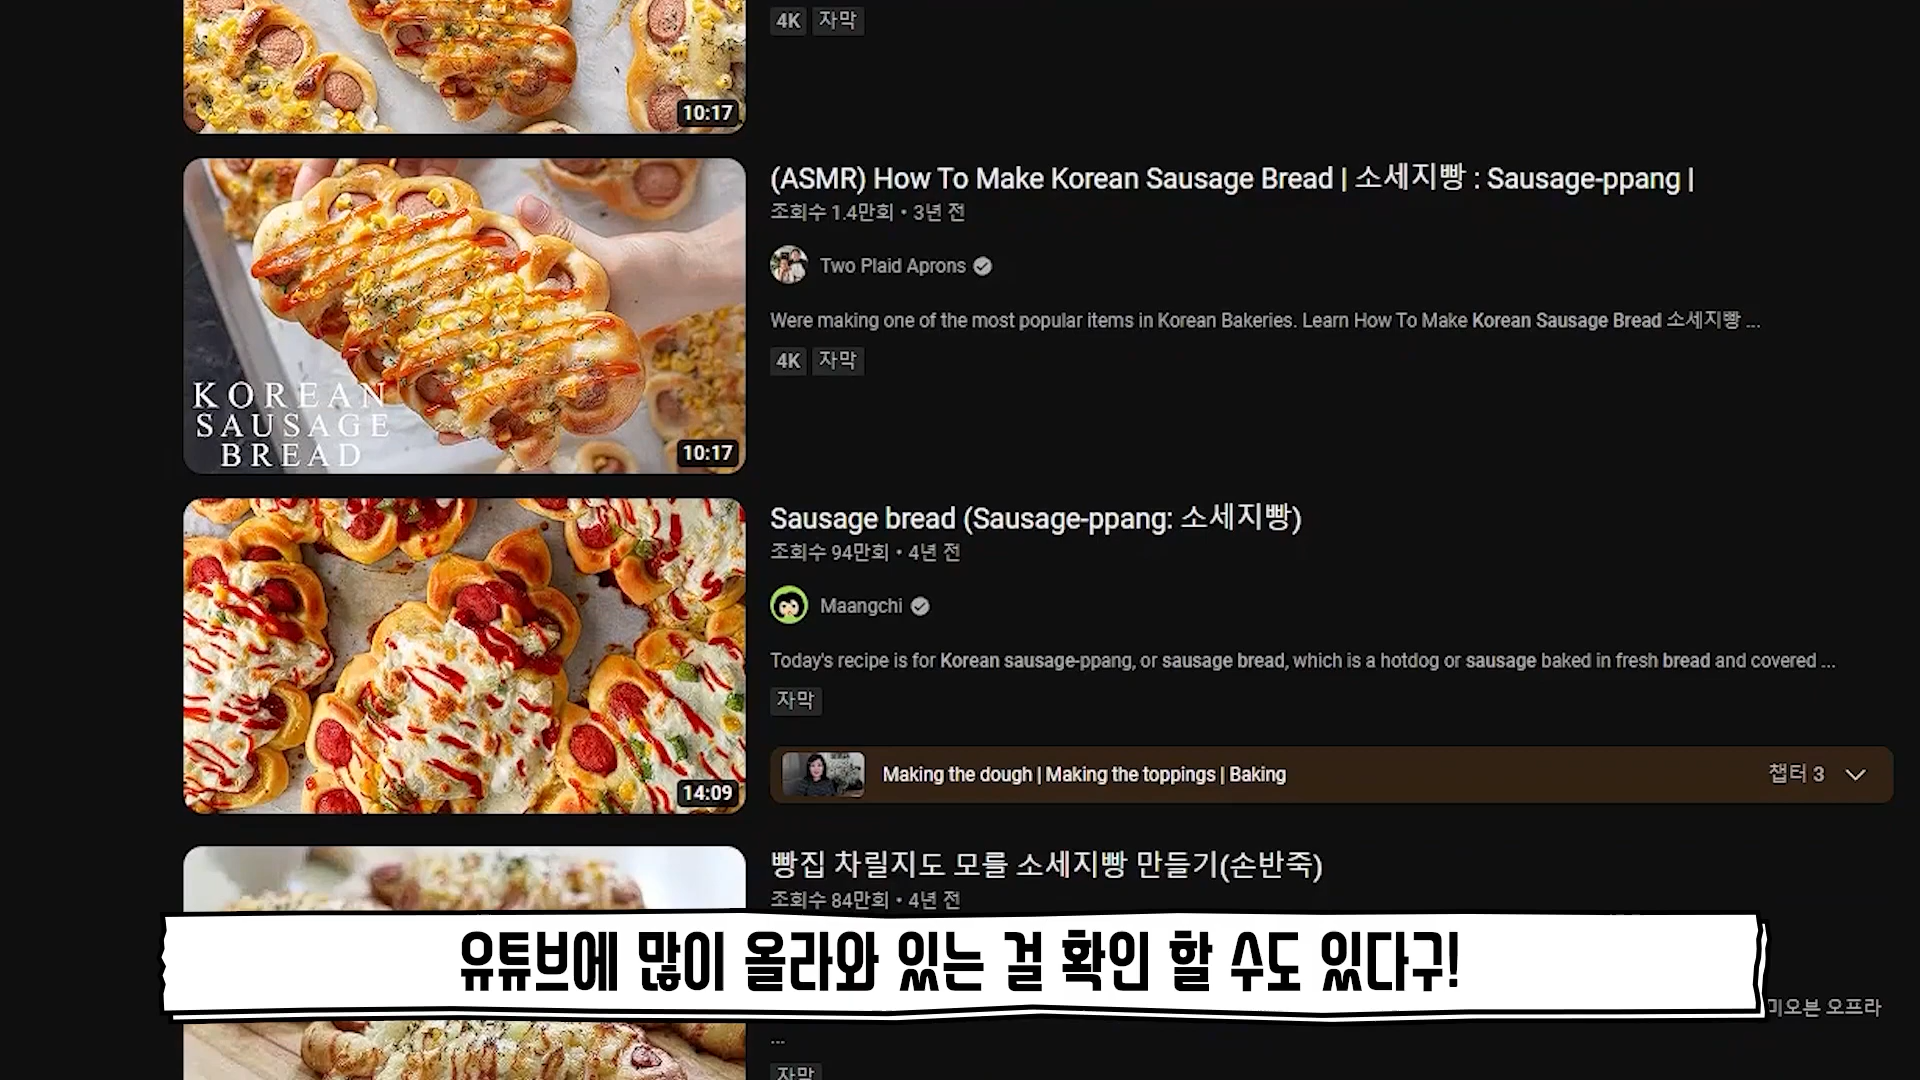 4K 자막
10:17
(ASMR) How To Make Korean Sausage Bread | 소세지빵 : Sausage-ppang |
조회수 1.4만회 • 3년 전
Two Plaid Aprons
Were making one of the most popular items in Korean Bakeries. Learn How To Make Korean Sausage Bread 소세지빵 ...
4K 자막
KOREAN
SAUSAGE
BREAD
10:17
Sausage bread (Sausage-ppang: 소세지빵)
조회수 94만회 • 4년 전
Maangchi
Today's recipe is for Korean sausage-ppang, or sausage bread, which is a hotdog or sausage baked in fresh bread and covered ...
자막
Making the dough | Making the toppings | Baking
챕터 3
14:09
빵집 차릴지도 모를 소세지빵 만들기(손반죽)
조회수 84만회 • 4년 전
유튜브에 많이 올라와 있는 걸 확인 할 수도 있다구!
미오븐 오프라
...
자막